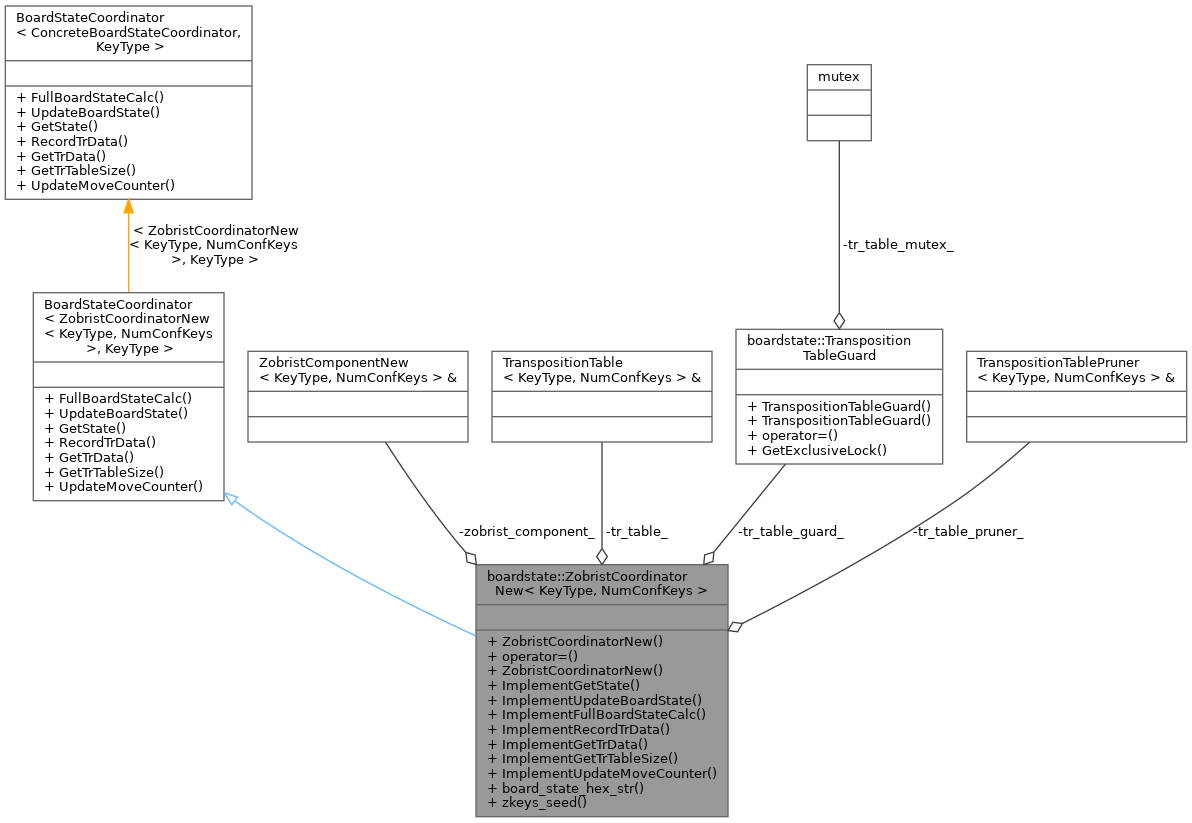 BoardStateCoordinator
< ConcreteBoardStateCoordinator,
KeyType >
+ FullBoardStateCalc()
+ UpdateBoardState()
+ GetState()
+ RecordTrData()
+ GetTrData()
+ GetTrTableSize()
+ UpdateMoveCounter()
mutex
< ZobristCoordinatorNew
< KeyType, NumConfKeys
>, KeyType >
-tr_table_mutex_
BoardStateCoordinator
< ZobristCoordinatorNew
< KeyType, NumConfKeys
>, KeyType >
+ FullBoardStateCalc()
+ UpdateBoardState()
+ GetState()
+ RecordTrData()
+ GetTrData()
+ GetTrTableSize()
+ UpdateMoveCounter()
ZobristComponentNew
< KeyType, NumConfKeys > &
TranspositionTable
< KeyType, NumConfKeys > &
boardstate::Transposition
TableGuard
+ TranspositionTableGuard()
+ TranspositionTableGuard()
+ operator=()
+ GetExclusiveLock()
TranspositionTablePruner
< KeyType, NumConfKeys > &
-zobrist_component_
-tr_table_
-tr_table_guard_
-tr_table_pruner_
boardstate::ZobristCoordinator
New< KeyType, NumConfKeys >
+ ZobristCoordinatorNew()
+ operator=()
+ ZobristCoordinatorNew()
+ ImplementGetState()
+ ImplementUpdateBoardState()
+ ImplementFullBoardStateCalc()
+ ImplementRecordTrData()
+ ImplementGetTrData()
+ ImplementGetTrTableSize()
+ ImplementUpdateMoveCounter()
+ board_state_hex_str()
+ zkeys_seed()